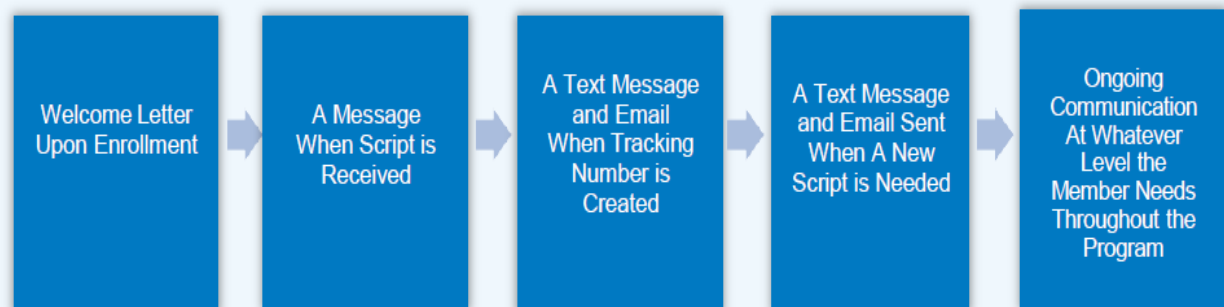 Welcome Letter
Upon Enrollment
A Message
When Script is
Received
A Text Message
and Email
When Tracking
Number is
Created
A Text Message
and Email Sent
When A New
Script is Needed
Ongoing
Communication
At Whatever
Level the
Member Needs
Throughout the
Program